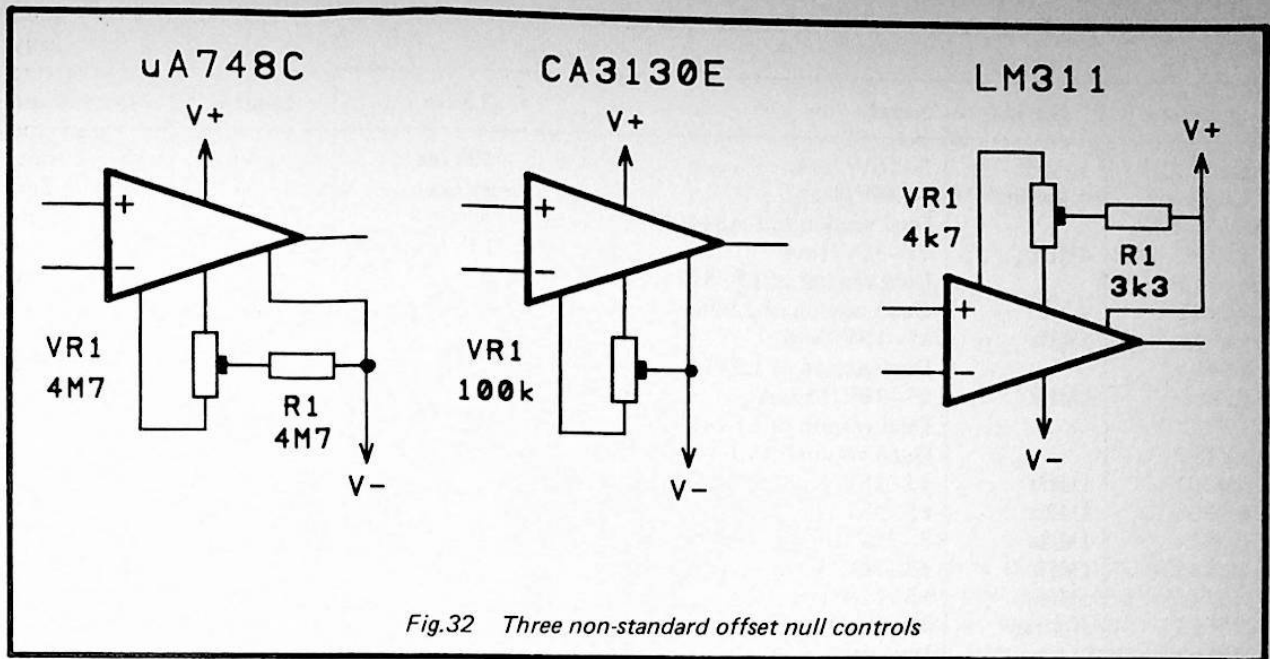 uA748C
V+
+
−
VR1
4M7
R1
4M7
V−
CA3130E
V+
+
−
VR1
100k
V−
LM311
V+
VR1
4k7
R1
3k3
+
−
V−
Fig.32 Three non-standard offset null controls